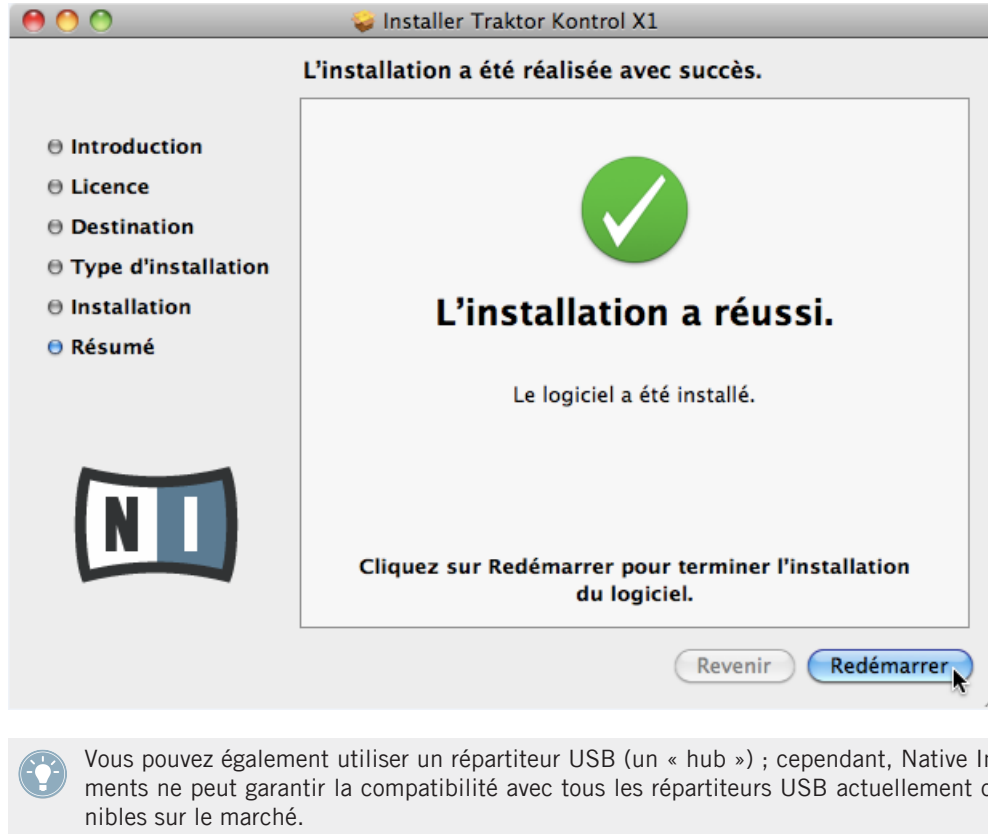 Installer Traktor Kontrol X1
L'installation a été réalisée avec succès.
Introduction
Licence
Destination
Type d'installation
Installation
Résumé
NI
L'installation a réussi.
Le logiciel a été installé.
Cliquez sur Redémarrer pour terminer l'installation
du logiciel.
Revenir
Redémarrer
Vous pouvez également utiliser un répartiteur USB (un « hub ») ; cependant, Native
ments ne peut garantir la compatibilité avec tous les répartiteurs USB actuellement
nibles sur le marché.